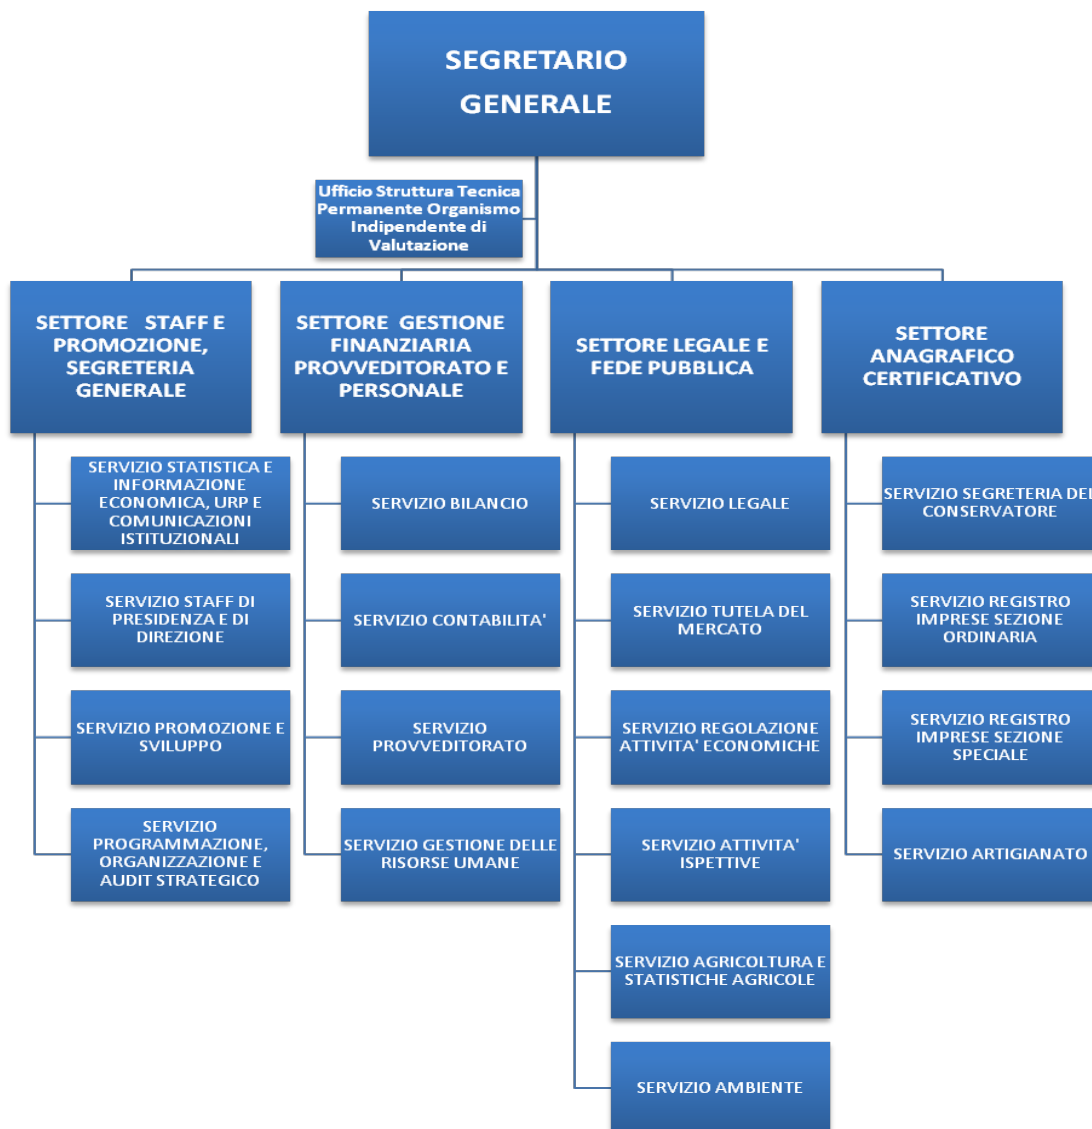 SEGRETARIO
GENERALE
Ufficio Struttura Tecnica
Permanente Organismo
Indipendente di
Valutazione
SETTORE STAFF E
PROMOZIONE,
SEGRETERIA
GENERALE
SERVIZIO STATISTICA E
INFORMAZIONE
ECONOMICA, URP E
COMUNICAZIONI
ISTITUZIONALI
SERVIZIO STAFF DI
PRESIDENZA E DI
DIREZIONE
SERVIZIO PROMOZIONE E
SVILUPPO
SERVIZIO
PROGRAMMAZIONE,
ORGANIZZAZIONE E
AUDIT STRATEGICO
SETTORE GESTIONE
FINANZIARIA
PROVVEDITORATO E
PERSONALE
SERVIZIO BILANCIO
SERVIZIO CONTABILITA'
SERVIZIO
PROVVEDITORATO
SERVIZIO GESTIONE DELLE
RISORSE UMANE
SETTORE LEGALE E
FEDE PUBBLICA
SERVIZIO LEGALE
SERVIZIO TUTELA DEL
MERCATO
SERVIZIO REGOLAZIONE
ATTIVITA' ECONOMICHE
SERVIZIO ATTIVITA'
ISPETTIVE
SERVIZIO AGRICOLTURA E
STATISTICHE AGRICOLE
SERVIZIO AMBIENTE
SETTORE
ANAGRAFICO
CERTIFICATIVO
SERVIZIO SEGRETERIA DEL
CONSERVATORE
SERVIZIO REGISTRO
IMPRESE SEZIONE
ORDINARIA
SERVIZIO REGISTRO
IMPRESE SEZIONE
SPECIALE
SERVIZIO ARTIGIANATO